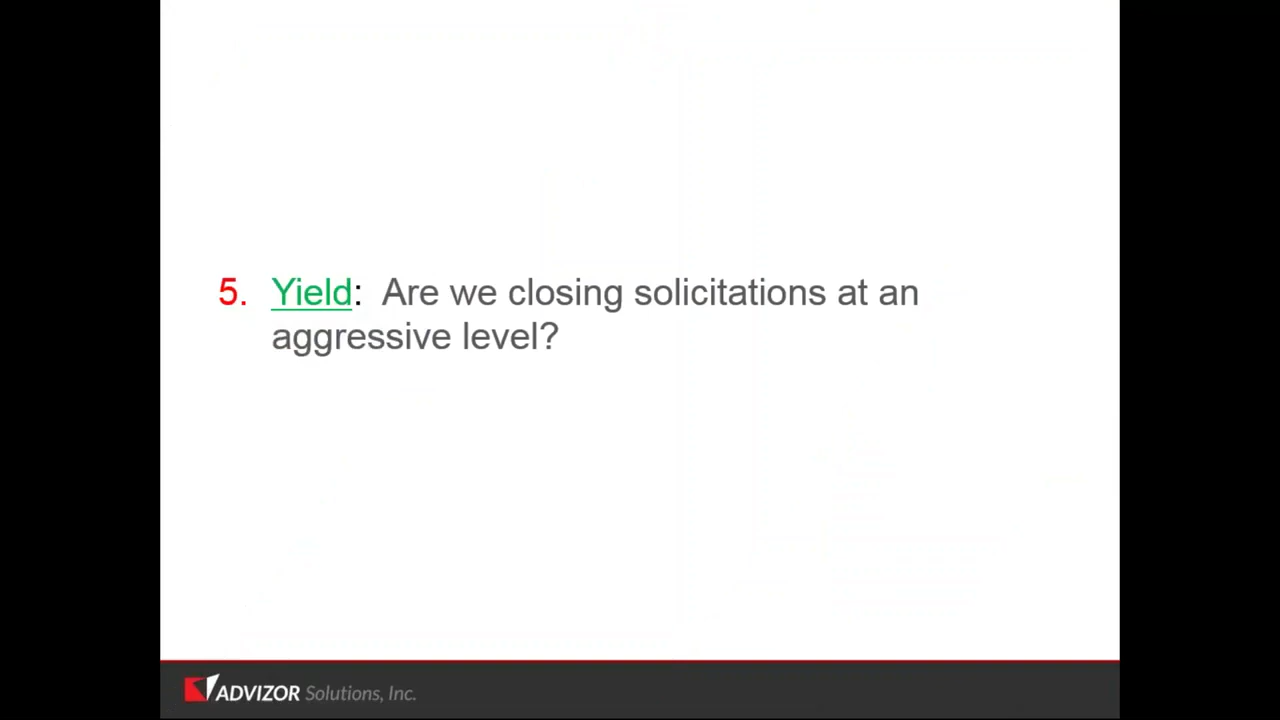 5. Yield: Are we closing solicitations at an
aggressive level?
ADVIZOR Solutions, Inc.